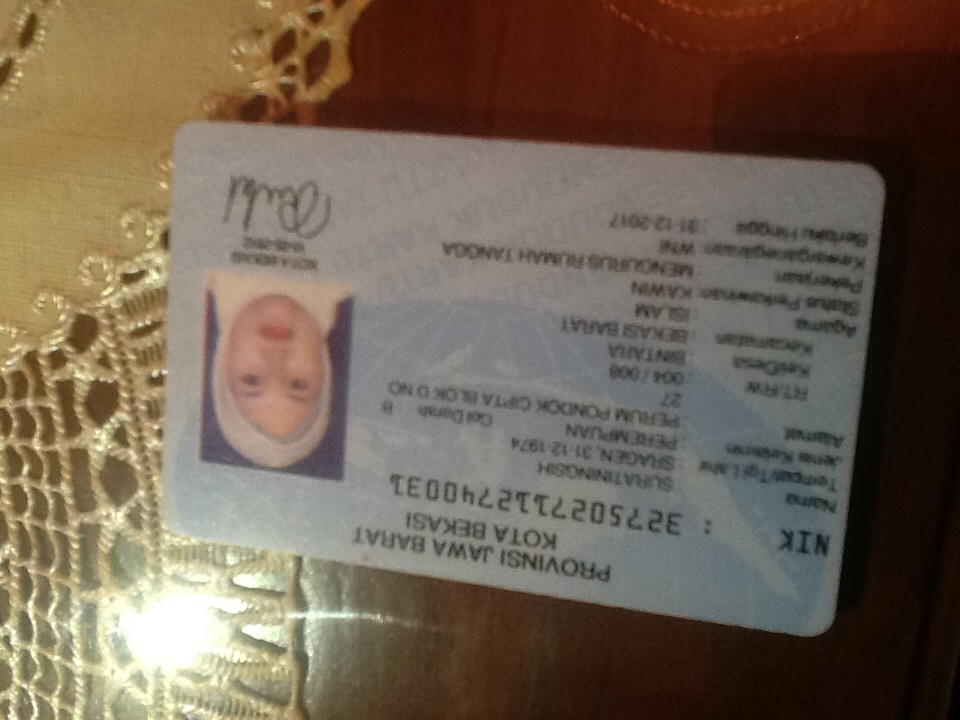 PROVINSI JAWA BARAT
KOTA BEKASI
NIK : 3275027112740031
Nama : SURATININGSIH
Tempat/Tgl Lahir : SRAGEN, 31-12-1974
Jenis Kelamin : PEREMPUAN Gol Darah : B
Alamat : PERUM PONDOK CIPTA BLOK D NO
27
RT/RW : 004 / 006
Kel/Desa : BINTARA
Kecamatan : BEKASI BARAT
Agama : ISLAM
Status Perkawinan: KAWIN
Pekerjaan : MENGURUS RUMAH TANGGA
Kewarganegaraan: WNI
Berlaku Hingga : 31-12-2017
KOTA BEKASI